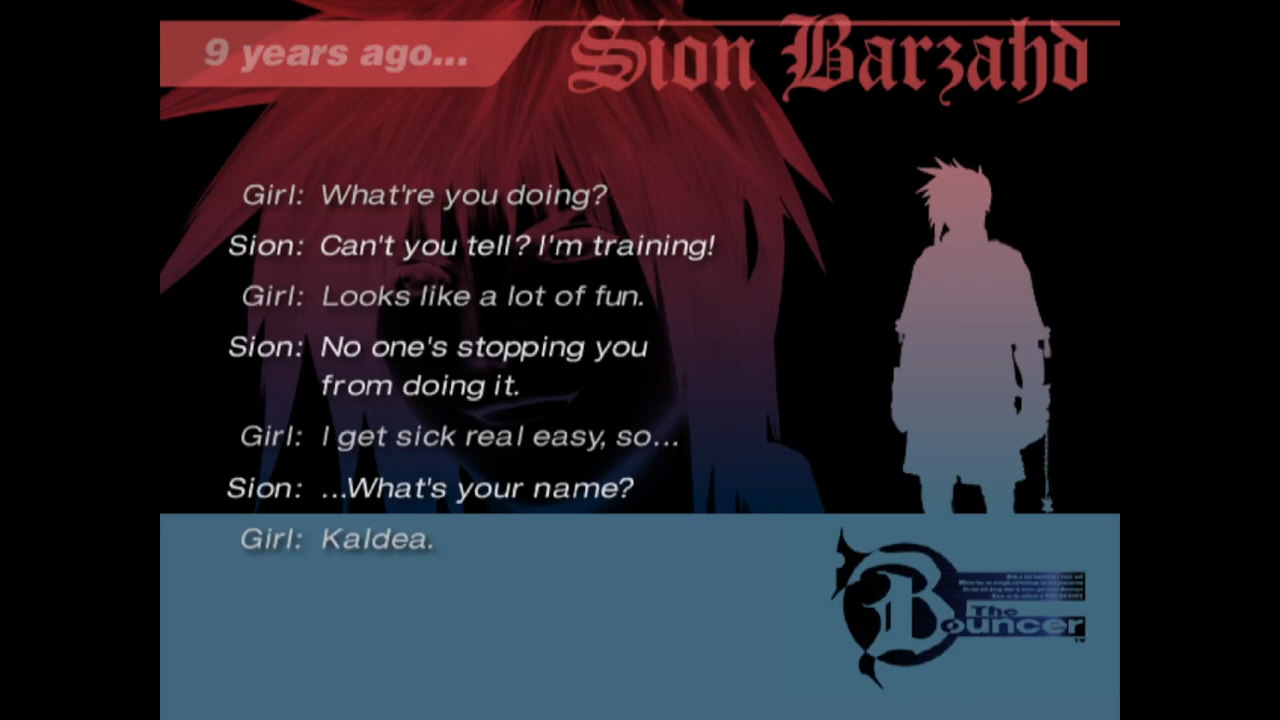 9 years ago...
Sion Barzahd
Girl: What're you doing?
Sion: Can't you tell? I'm training!
Girl: Looks like a lot of fun.
Sion: No one's stopping you
from doing it.
Girl: I get sick real easy, so...
Sion: ...What's your name?
Girl: Kaldea.
The
Bouncer